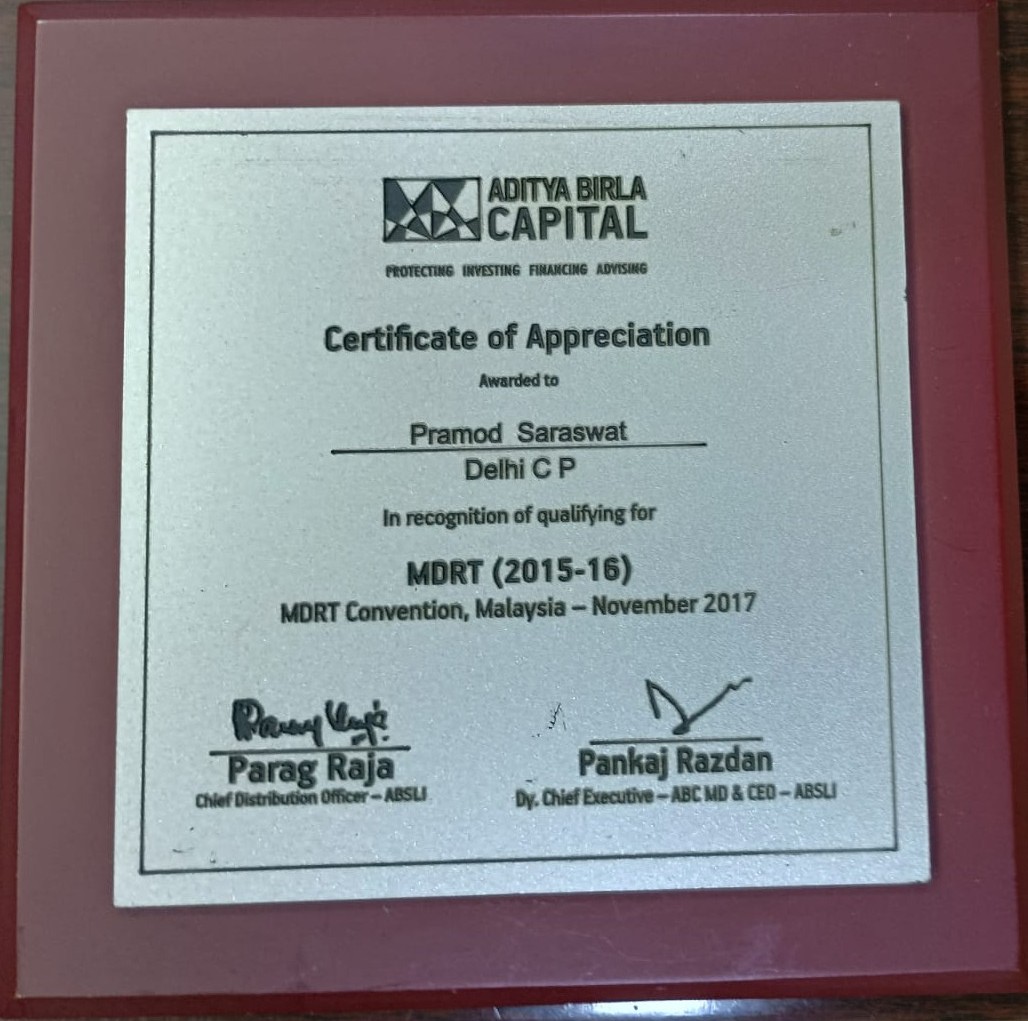 ADITYA BIRLA
CAPITAL
PROTECTING INVESTING FINANCING ADVISING
Certificate of Appreciation
Awarded to
Pramod Saraswat
Delhi C P
In recognition of qualifying for
MDRT (2015-16)
MDRT Convention, Malaysia – November 2017
Parag Raja
Chief Distribution Officer – ABSLI
Pankaj Razdan
Dy. Chief Executive – ABC MD & CEO – ABSLI